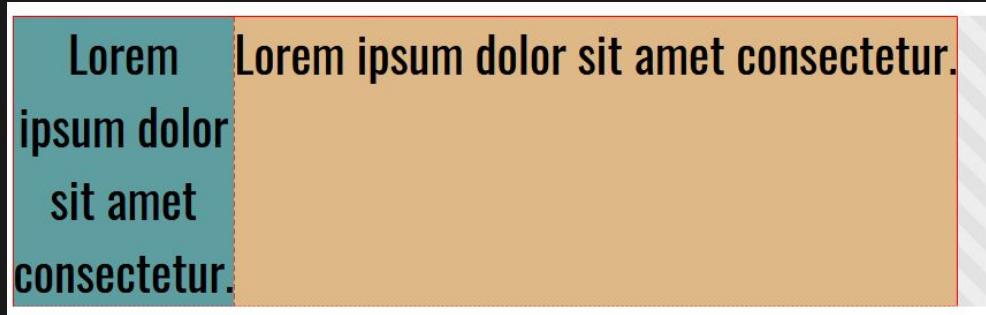 Lorem
ipsum dolor
sit amet
consectetur.
Lorem ipsum dolor sit amet consectetur.